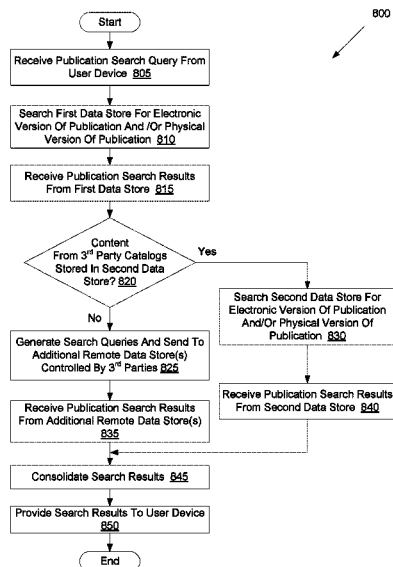 800
Start
Receive Publication Search Query From
User Device 805
Search First Data Store For Electronic
Version Of Publication And /Or Physical
Version Of Publication 810
Receive Publication Search Results
From First Data Store 815
Content
From 3rd Party Catalogs
Stored In Second Data
Store? 820
Yes
No
Search Second Data Store For
Electronic Version Of Publication
And/Or Physical Version Of
Publication 830
Generate Search Queries And Send To
Additional Remote Data Store(s)
Controlled By 3rd Parties 825
Receive Publication Search Results
From Second Data Store 840
Receive Publication Search Results
From Additional Remote Data Store(s)
835
Consolidate Search Results 845
Provide Search Results To User Device
850
End